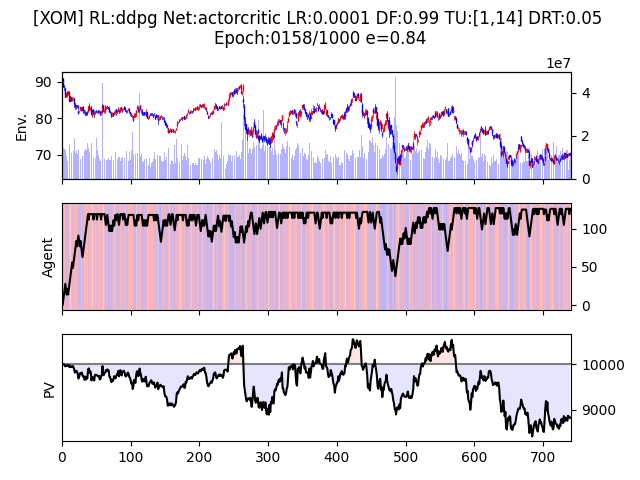 [XOM] RL:ddpg Net:actorcritic LR:0.0001 DF:0.99 TU:[1,14] DRT:0.05
Epoch:0158/1000 e=0.84
1e7
90
80
70
Env.
4
2
0
Agent
100
50
0
PV
10000
9000
0 100 200 300 400 500 600 700